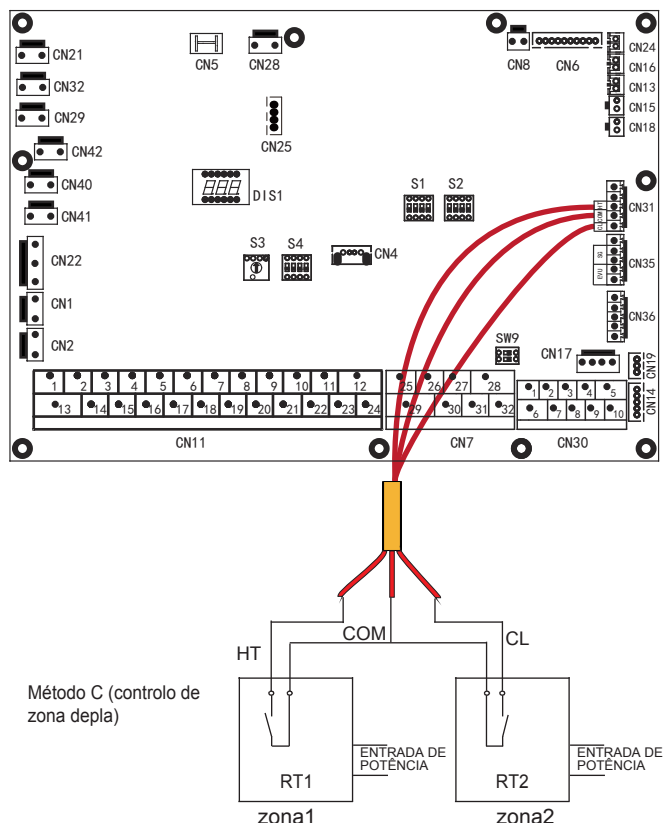 CN21
CN5
CN28
CN8
CN6
CN24
CN16
CN32
CN13
CN15
CN29
CN18
CN25
CN42
S1
S2
DIS1
CN40
CN31
CL COM HT
CN41
S3
S4
CN4
CN22
SG
EVU
CN35
CN1
CN36
SW9
CN2
CN17
CN19
1 2 3 4 5 6 7 8 9 10 11 12
25 26 27 28
1 2 3 4 5
CN14
13 14 15 16 17 18 19 20 21 22 23 24
29 30 31 32
6 7 8 9 10
CN11
CN7
CN30
HT
COM
CL
Método C (controlo de
zona depla)
ENTRADA DE
POTÊNCIA
RT1
zona1
ENTRADA DE
POTÊNCIA
RT2
zona2